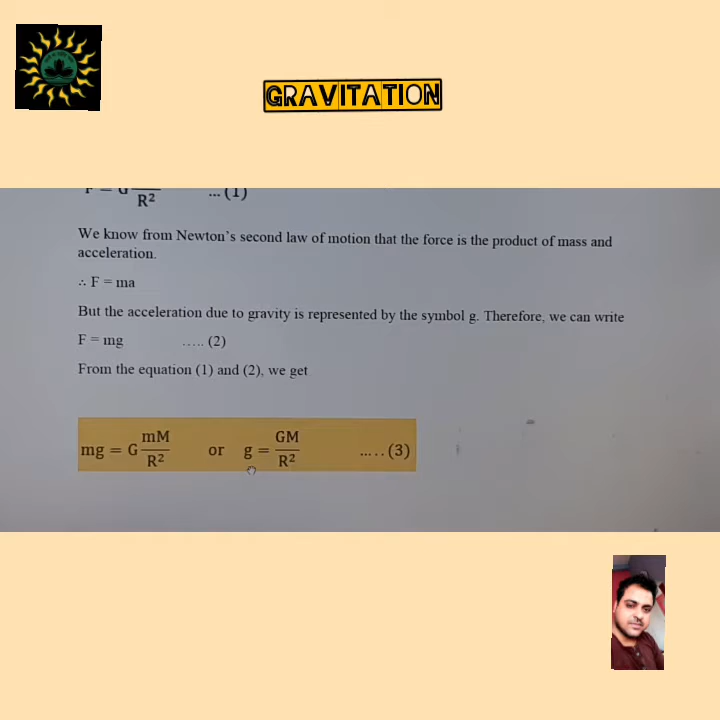 GRAVITATION
F = G
R²
... (1)
We know from Newton's second law of motion that the force is the product of mass and
acceleration.
∴ F = ma
But the acceleration due to gravity is represented by the symbol g. Therefore, we can write
F = mg ..... (2)
From the equation (1) and (2), we get
mg = G mM/R² or g = GM/R² .....(3)